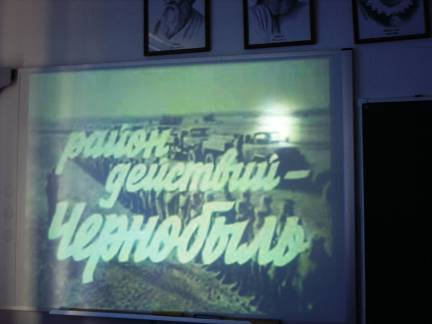 район
действий-
Чернобыль